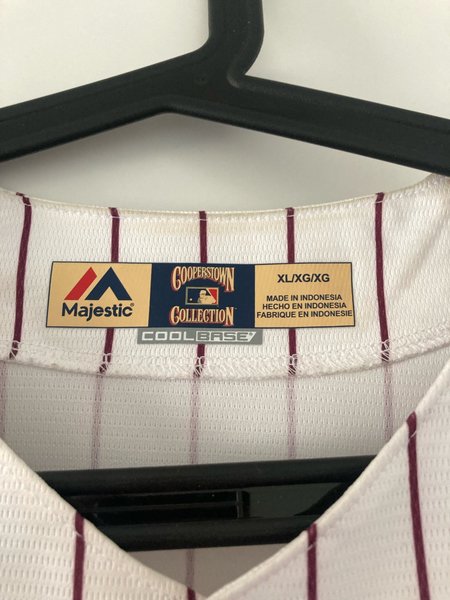 Majestic®
COOPERSTOWN
COLLECTION
XL/XG/XG
MADE IN INDONESIA
HECHO EN INDONESIA
FABRIQUE EN INDONESIE
COOLBASE